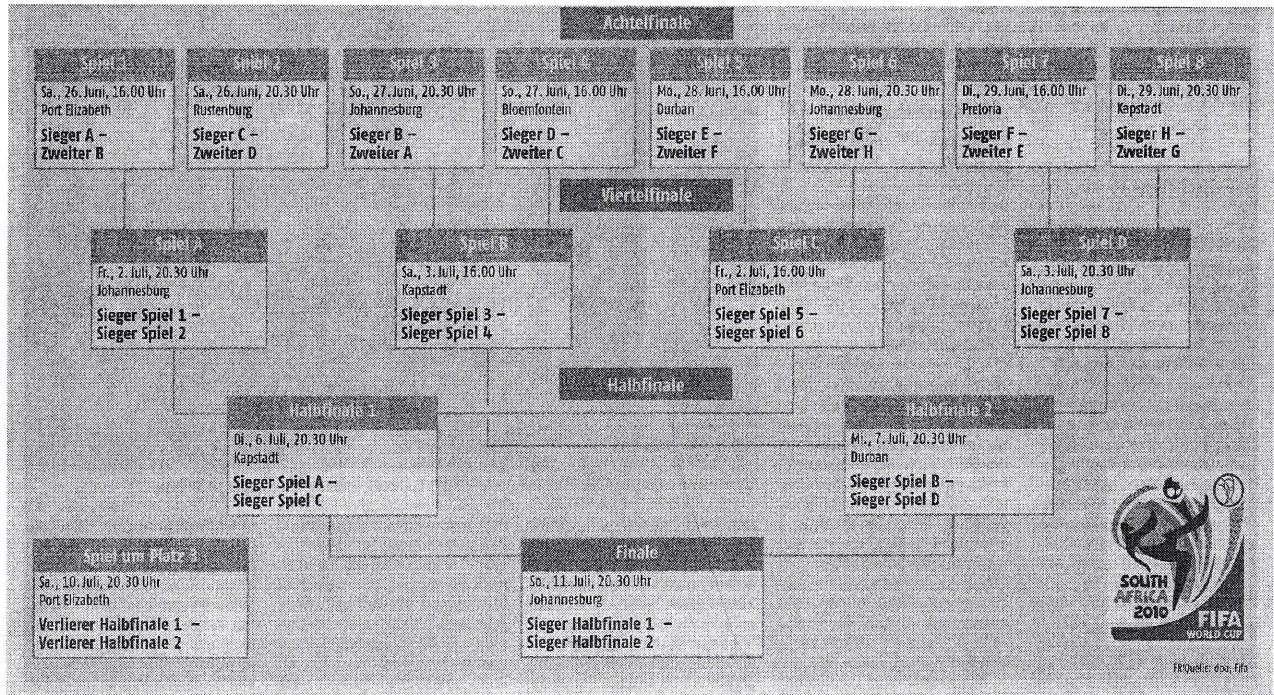 Achtelfinale
Spiel 1
Sa., 26. Juni, 16.00 Uhr
Port Elizabeth
Sieger A –
Zweiter B
Spiel 2
Sa., 26. Juni, 20.30 Uhr
Rustenburg
Sieger C –
Zweiter D
Spiel 3
So., 27. Juni, 20.30 Uhr
Johannesburg
Sieger B –
Zweiter A
Spiel 4
So., 27. Juni, 16.00 Uhr
Bloemfontein
Sieger D –
Zweiter C
Spiel 5
Mo., 28. Juni, 16.00 Uhr
Durban
Sieger E –
Zweiter F
Spiel 6
Mo., 28. Juni, 20.30 Uhr
Johannesburg
Sieger G –
Zweiter H
Spiel 7
Di., 29. Juni, 16.00 Uhr
Pretoria
Sieger F –
Zweiter E
Spiel 8
Di., 29. Juni, 20.30 Uhr
Kapstadt
Sieger H –
Zweiter G
Viertelfinale
Spiel A
Fr., 2. Juli, 20.30 Uhr
Johannesburg
Sieger Spiel 1 –
Sieger Spiel 2
Spiel B
Sa., 3. Juli, 16.00 Uhr
Kapstadt
Sieger Spiel 3 –
Sieger Spiel 4
Spiel C
Fr., 2. Juli, 16.00 Uhr
Port Elizabeth
Sieger Spiel 5 –
Sieger Spiel 6
Spiel D
Sa., 3. Juli, 20.30 Uhr
Johannesburg
Sieger Spiel 7 –
Sieger Spiel 8
Halbfinale
Halbfinale 1
Di., 6. Juli, 20.30 Uhr
Kapstadt
Sieger Spiel A –
Sieger Spiel C
Halbfinale 2
Mi., 7. Juli, 20.30 Uhr
Durban
Sieger Spiel B –
Sieger Spiel D
Spiel um Platz 3
Sa., 10. Juli, 20.30 Uhr
Port Elizabeth
Verlierer Halbfinale 1 –
Verlierer Halbfinale 2
Finale
So., 11. Juli, 20.30 Uhr
Johannesburg
Sieger Halbfinale 1 –
Sieger Halbfinale 2
SOUTH
AFRICA
2010
FIFA
WORLD CUP
FR/Quelle: dpa, Fifa